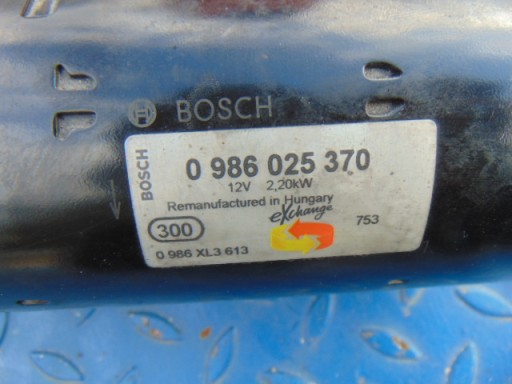 BOSCH
BOSCH
0 986 025 370
12V 2,20kW
Remanufactured in Hungary
eXchange
300
753
0 986 XL3 613